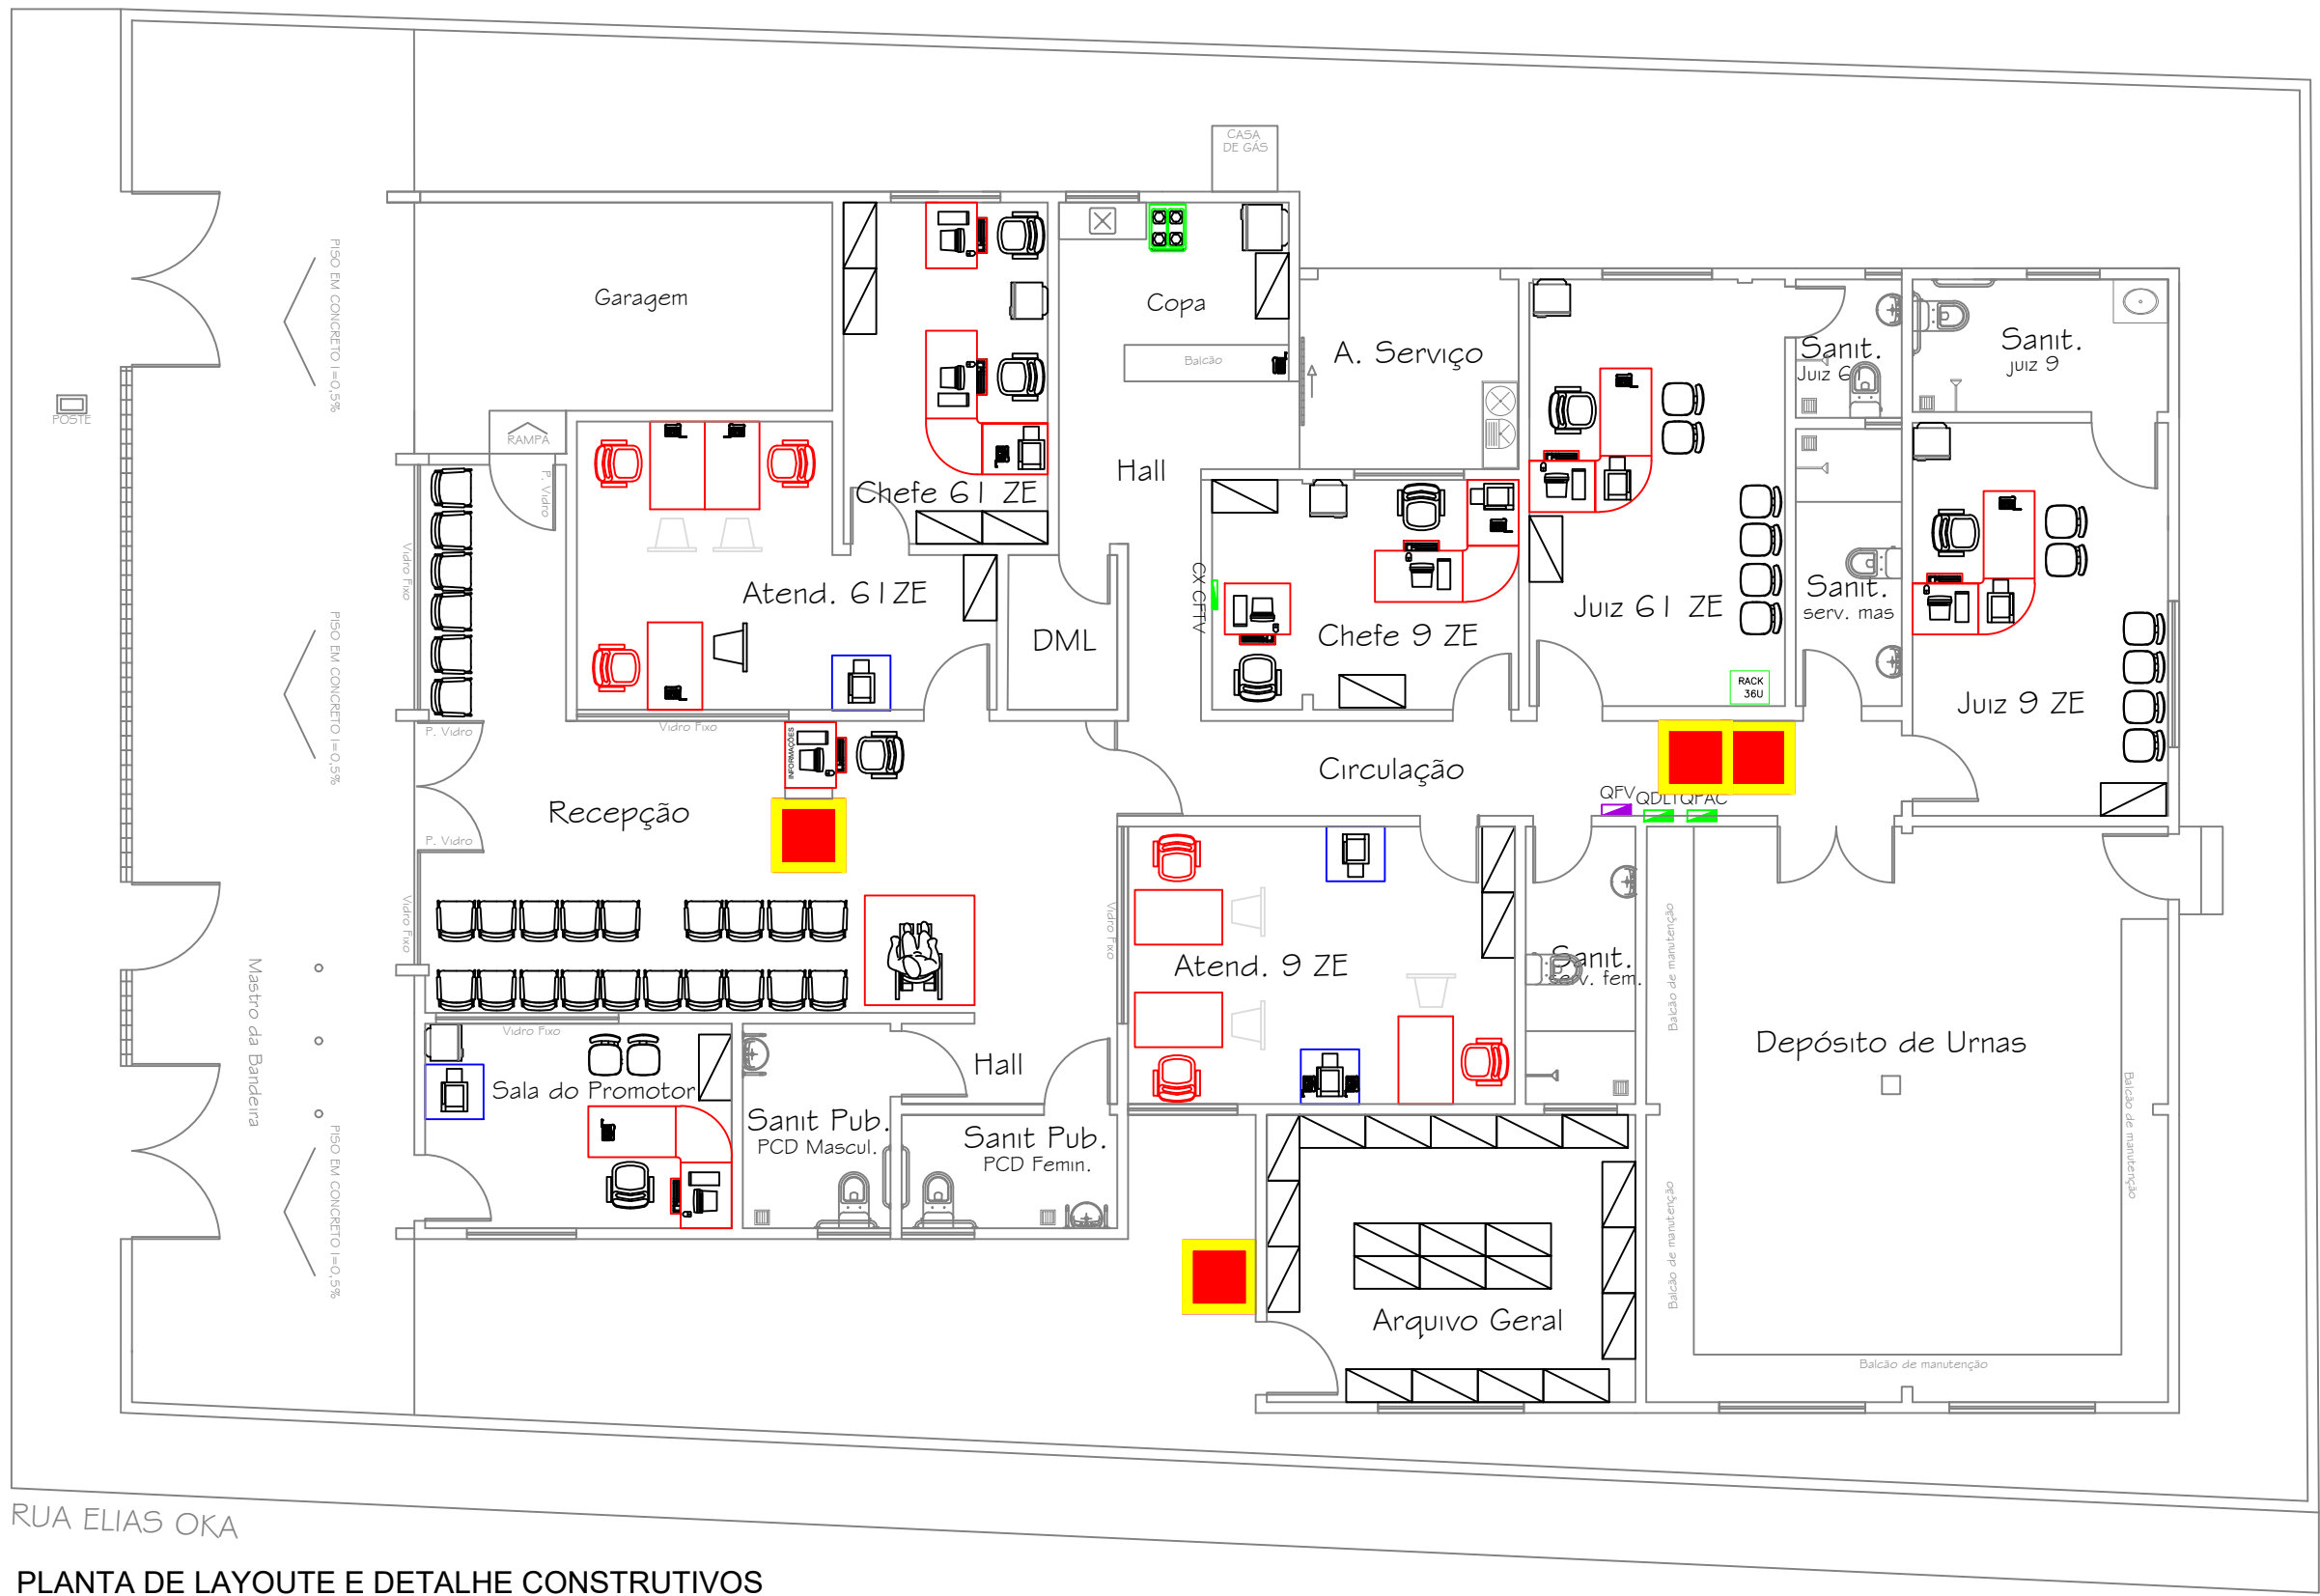 CASA
DE GÁS
PISO EM CONCRETO I=0,5%
Garagem
Copa
Balcão
A. Serviço
Sanit.
Juiz 61
Sanit.
juiz 9
POSTE
RAMPA
P. Vidro
Chefe 61 ZE
Hall
Vidro Fixo
Atend. 61ZE
CX CFTV
DML
Chefe 9 ZE
Juiz 61 ZE
Sanit.
serv. mas
PISO EM CONCRETO I=0,5%
RACK
36U
Juiz 9 ZE
Vidro Fixo
P. Vidro
INFORMAÇÕES
Circulação
Recepção
QFV
QDLT
QFAC
P. Vidro
Vidro Fixo
Vidro Fixo
Balcão de manutenção
Atend. 9 ZE
Sanit.
serv. fem.
Mastro da Bandeira
Vidro Fixo
Hall
Depósito de Urnas
Sala do Promotor
Sanit Pub.
PCD Mascul.
Sanit Pub.
PCD Femin.
Balcão de manutenção
PISO EM CONCRETO I=0,5%
Balcão de manutenção
Arquivo Geral
Balcão de manutenção
RUA ELIAS OKA
PLANTA DE LAYOUTE E DETALHE CONSTRUTIVOS